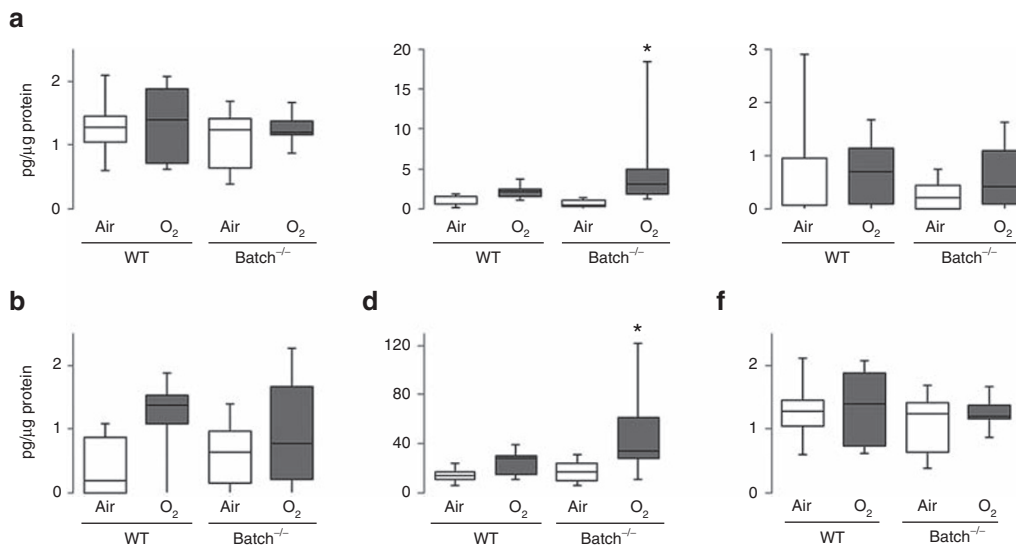 a
pg/μg protein
2
1
0
Air O2 Air O2
WT Batch−/−
20
15
10
5
0
*
Air O2 Air O2
WT Batch−/−
3
2
1
0
Air O2 Air O2
WT Batch−/−
b
pg/μg protein
2
1
0
Air O2 Air O2
WT Batch−/−
d
120
80
40
0
*
Air O2 Air O2
WT Batch−/−
f
2
1
0
Air O2 Air O2
WT Batch−/−